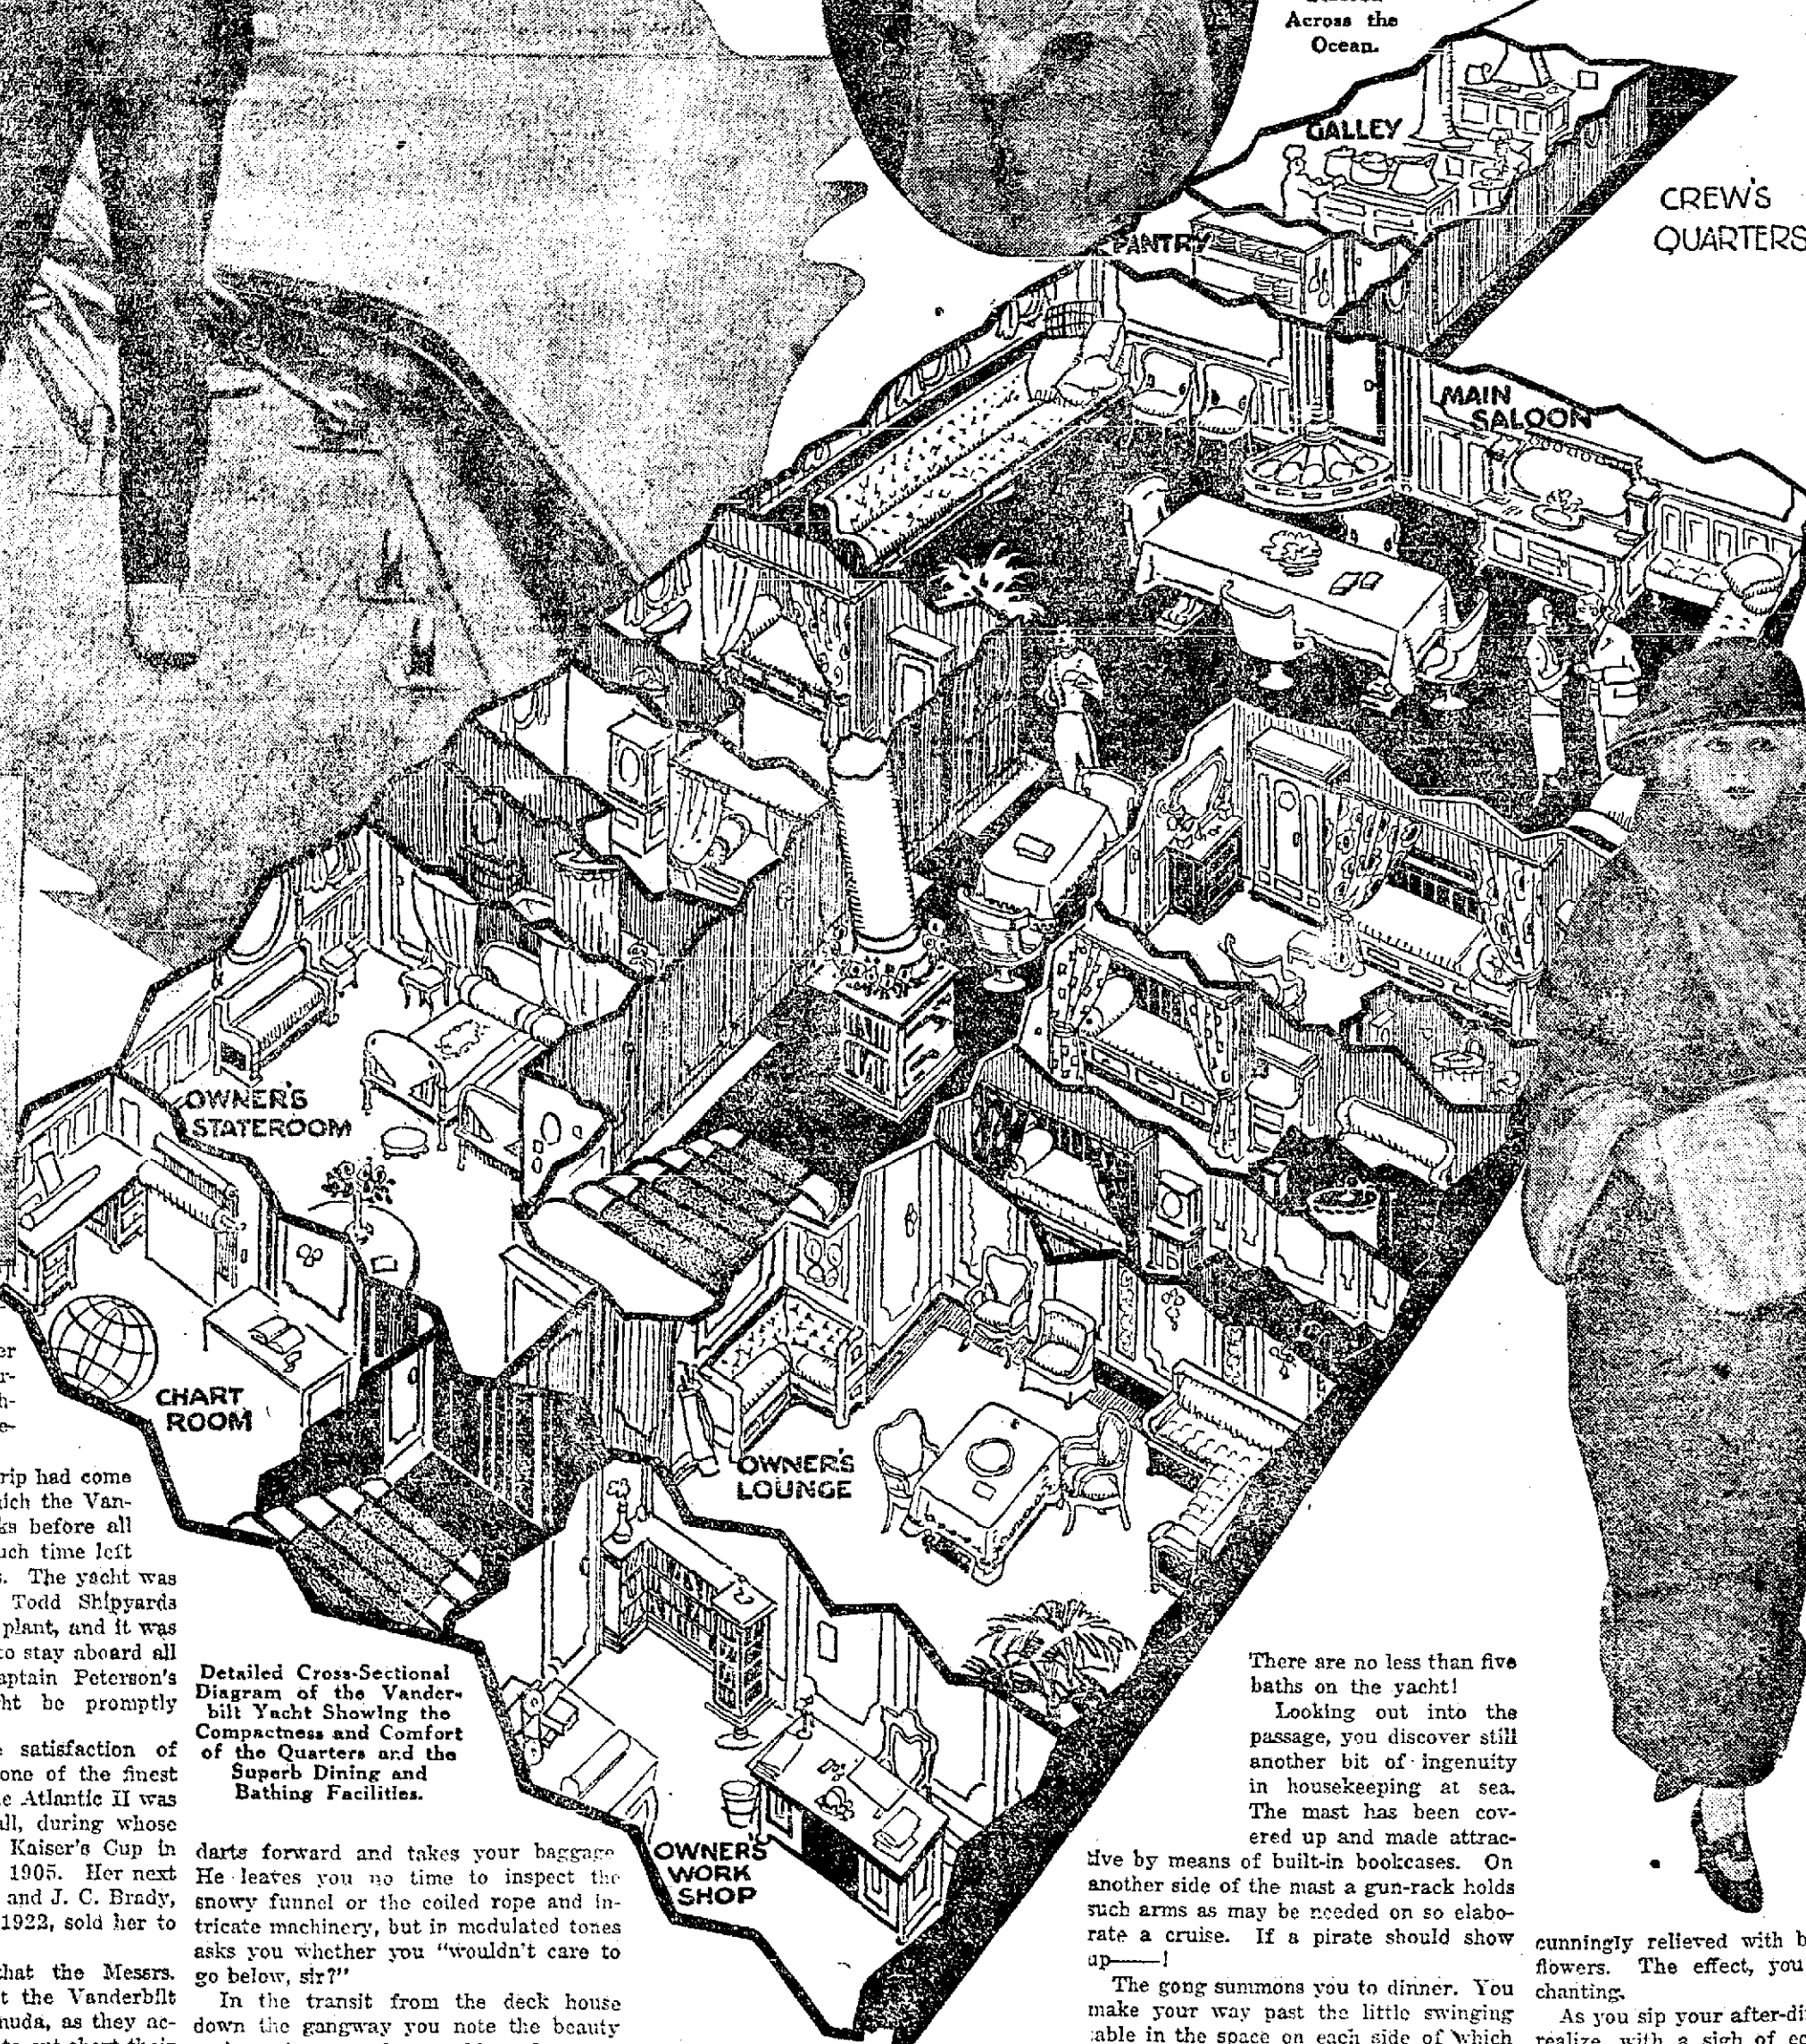 Across the
Ocean.
GALLEY
CREW'S
QUARTERS
PANTRY
MAIN
SALOON
OWNER'S
STATEROOM
CHART
ROOM
OWNER'S
LOUNGE
OWNER'S
WORK
SHOP
rip had come
ich the Van-
ks before all
uch time left
s. The yacht was
Todd Shipyards
plant, and it was
to stay aboard all
aptain Peterson's
ht be promptly
e satisfaction of
one of the finest
e Atlantic II was
all, during whose
Kaiser's Cup in
1905. Her next
and J. C. Brady,
1922, sold her to
that the Messrs.
t the Vanderbilt
nuda, as they ac-
Detailed Cross-Sectional
Diagram of the Vander-
bilt Yacht Showing the
Compactness and Comfort
of the Quarters and the
Superb Dining and
Bathing Facilities.
darts forward and takes your baggage
He leaves you no time to inspect the
snowy funnel or the coiled rope and in-
tricate machinery, but in modulated tones
asks you whether you "wouldn't care to
go below, sir?"
In the transit from the deck house
down the gangway you note the beauty
There are no less than five
baths on the yacht!
Looking out into the
passage, you discover still
another bit of ingenuity
in housekeeping at sea.
The mast has been cov-
ered up and made attrac-
tive by means of built-in bookcases. On
another side of the mast a gun-rack holds
such arms as may be needed on so elabo-
rate a cruise. If a pirate should show
up——!
The gong summons you to dinner. You
make your way past the little swinging
table in the space on each side of which
cunningly relieved with b
flowers. The effect, you
chanting.
As you sip your after-di
realize, with a sigh of